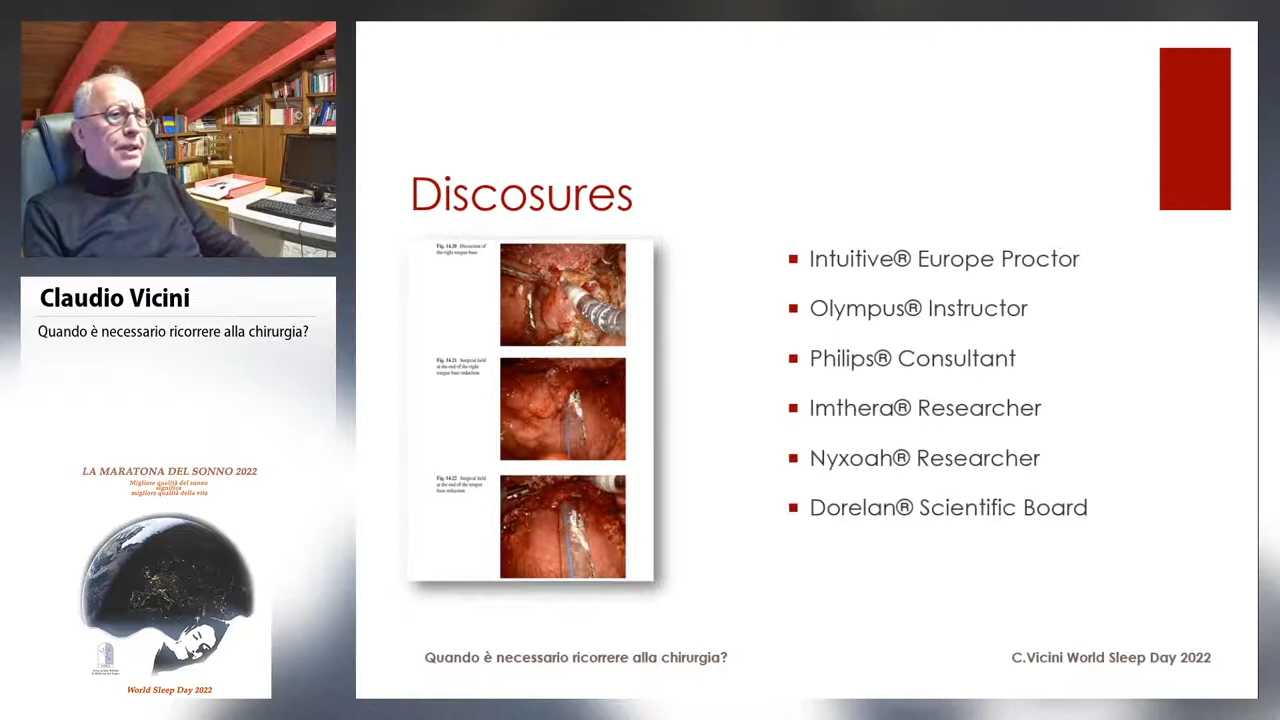 Claudio Vicini
Quando è necessario ricorrere alla chirurgia?
LA MARATONA DEL SONNO 2022
Migliore qualità del sonno
significa
migliore qualità della vita
World Sleep Day 2022
Discosures
Fig. 14.20 Dissection of
the right tongue base
Fig. 14.21 Surgical field
at the end of the right
tongue base reduction
Fig. 14.22 Surgical field
at the end of the tongue
base reduction
Intuitive® Europe Proctor
Olympus® Instructor
Philips® Consultant
Imthera® Researcher
Nyxoah® Researcher
Dorelan® Scientific Board
Quando è necessario ricorrere alla chirurgia?
C.Vicini World Sleep Day 2022